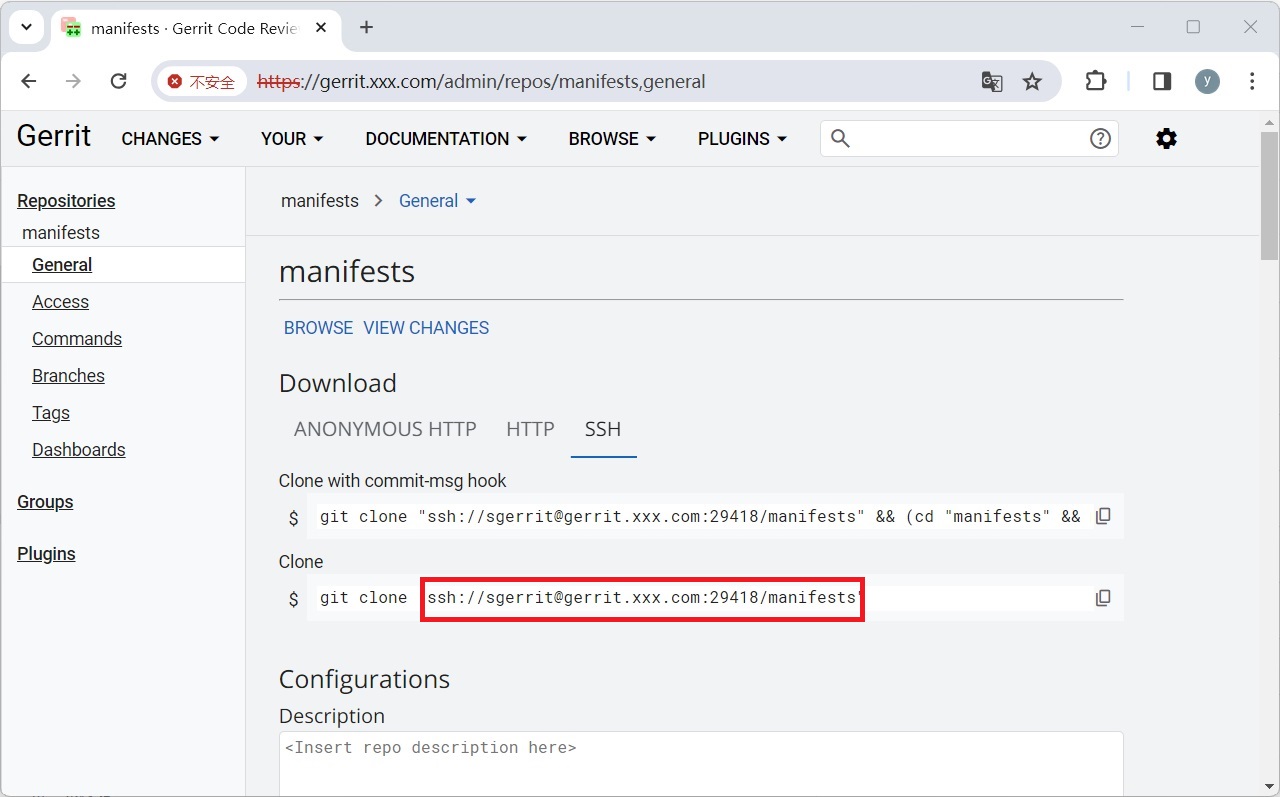 manifests · Gerrit Code Revie
不安全 https://gerrit.xxx.com/admin/repos/manifests,general
y
Gerrit CHANGES YOUR DOCUMENTATION BROWSE PLUGINS
Repositories
manifests
General
Access
Commands
Branches
Tags
Dashboards
Groups
Plugins
manifests > General
manifests
BROWSE VIEW CHANGES
Download
ANONYMOUS HTTP HTTP SSH
Clone with commit-msg hook
$ git clone "ssh://sgerrit@gerrit.xxx.com:29418/manifests" && (cd "manifests" &&
Clone
$ git clone ssh://sgerrit@gerrit.xxx.com:29418/manifests"
Configurations
Description
<Insert repo description here>